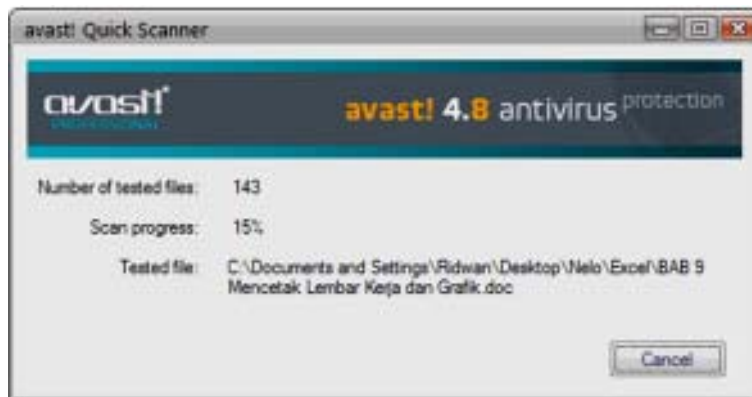 avast! Quick Scanner
avast!
PROFESSIONAL
avast! 4.8 antivirus protection
Number of tested files: 143
Scan progress: 15%
Tested file: C:\Documents and Settings\Ridwan\Desktop\Nelo\Excel\BAB 9
Mencetak Lembar Kerja dan Grafik.doc
Cancel